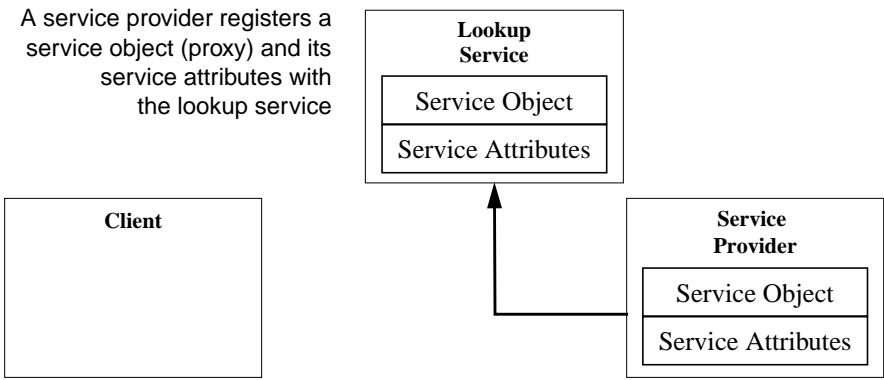 A service provider registers a
service object (proxy) and its
service attributes with
the lookup service
Lookup
Service
Service Object
Service Attributes
Client
Service
Provider
Service Object
Service Attributes